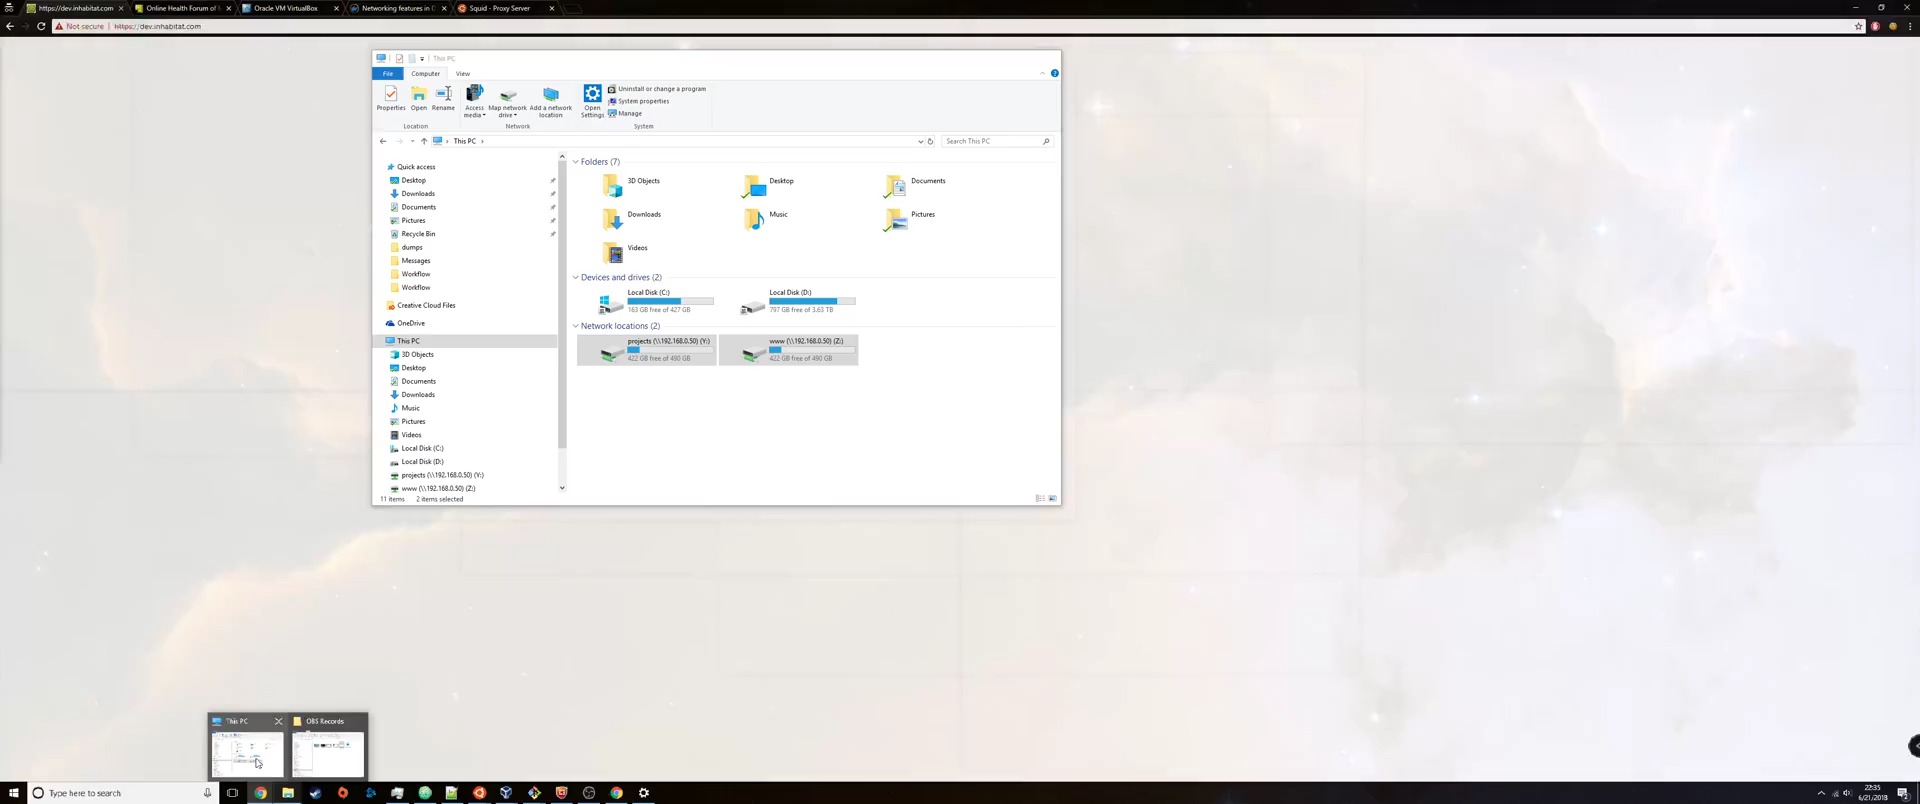 https://dev.inhabitat.com
Online Health Forum of
Oracle VM VirtualBox
Networking features in D
Squid - Proxy Server
Not secure | https://dev.inhabitat.com
This PC
File
Computer
View
Properties
Open
Rename
Access media
Map network drive
Add a network location
Open Settings
Uninstall or change a program
System properties
Manage
Location
Network
System
This PC
Search This PC
Quick access
Desktop
Downloads
Documents
Pictures
Recycle Bin
dumps
Messages
Workflow
Workflow
Creative Cloud Files
OneDrive
This PC
3D Objects
Desktop
Documents
Downloads
Music
Pictures
Videos
Local Disk (C:)
Local Disk (D:)
projects (\\192.168.0.50) (Y:)
www (\\192.168.0.50) (Z:)
Folders (7)
3D Objects
Desktop
Documents
Downloads
Music
Pictures
Videos
Devices and drives (2)
Local Disk (C:)
163 GB free of 427 GB
Local Disk (D:)
797 GB free of 3.63 TB
Network locations (2)
projects (\\192.168.0.50) (Y:)
422 GB free of 490 GB
www (\\192.168.0.50) (Z:)
422 GB free of 490 GB
11 items
2 items selected
This PC
OBS Records
Type here to search
22:35
6/21/2018